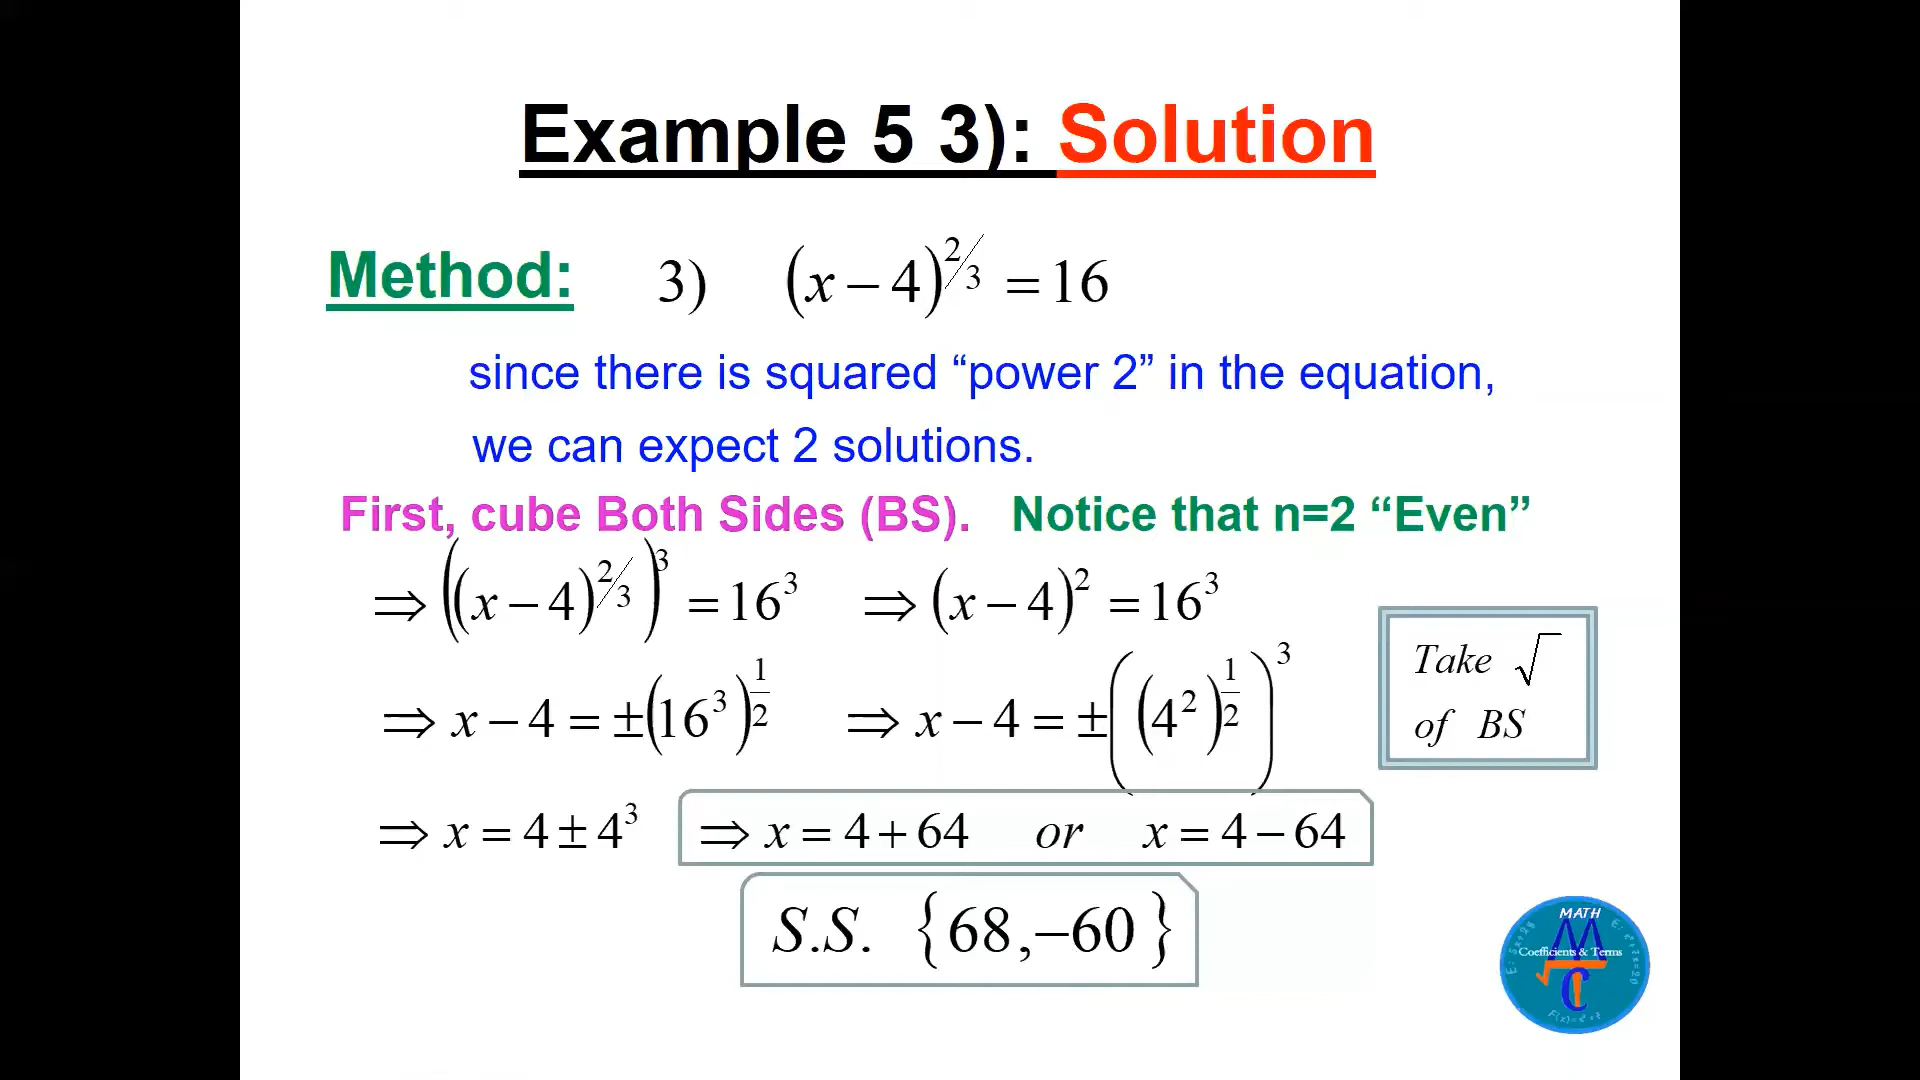 Example 5 3): Solution
Method: 3) (x − 4)^{2/3} = 16
since there is squared “power 2” in the equation,
we can expect 2 solutions.
First, cube Both Sides (BS). Notice that n=2 “Even”
⇒ ((x − 4)^{2/3})^3 = 16^3 ⇒ (x − 4)^2 = 16^3
⇒ x − 4 = ±(16^3)^{1/2} ⇒ x − 4 = ±((4^2)^{1/2})^3
Take √
of BS
⇒ x = 4 ± 4^3 ⇒ x = 4 + 64 or x = 4 − 64
S.S. {68,−60}
MATH
Coefficients & Terms